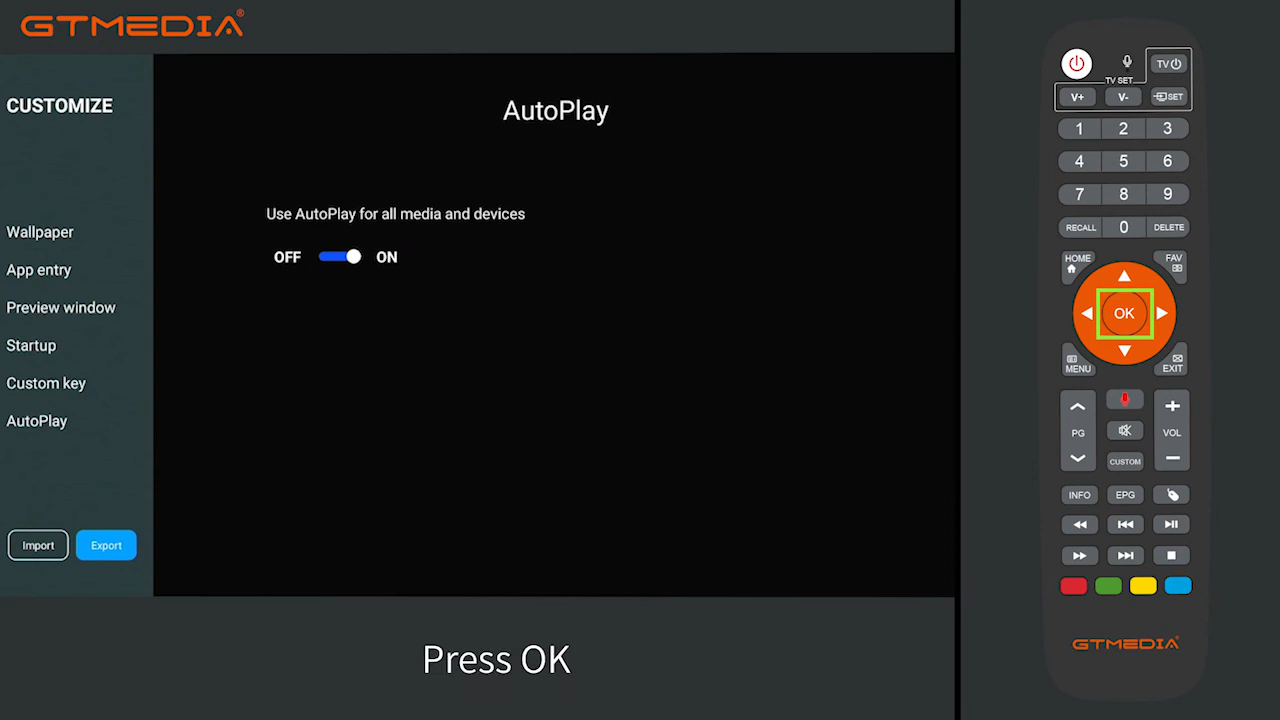 GTMEDIA®
CUSTOMIZE
Wallpaper
App entry
Preview window
Startup
Custom key
AutoPlay
Import Export
AutoPlay
Use AutoPlay for all media and devices
OFF ON
Press OK
TV
TV SET
V+ V- SET
1 2 3
4 5 6
7 8 9
RECALL 0 DELETE
HOME FAV
OK
MENU EXIT
PG VOL
CUSTOM
INFO EPG
GTMEDIA®